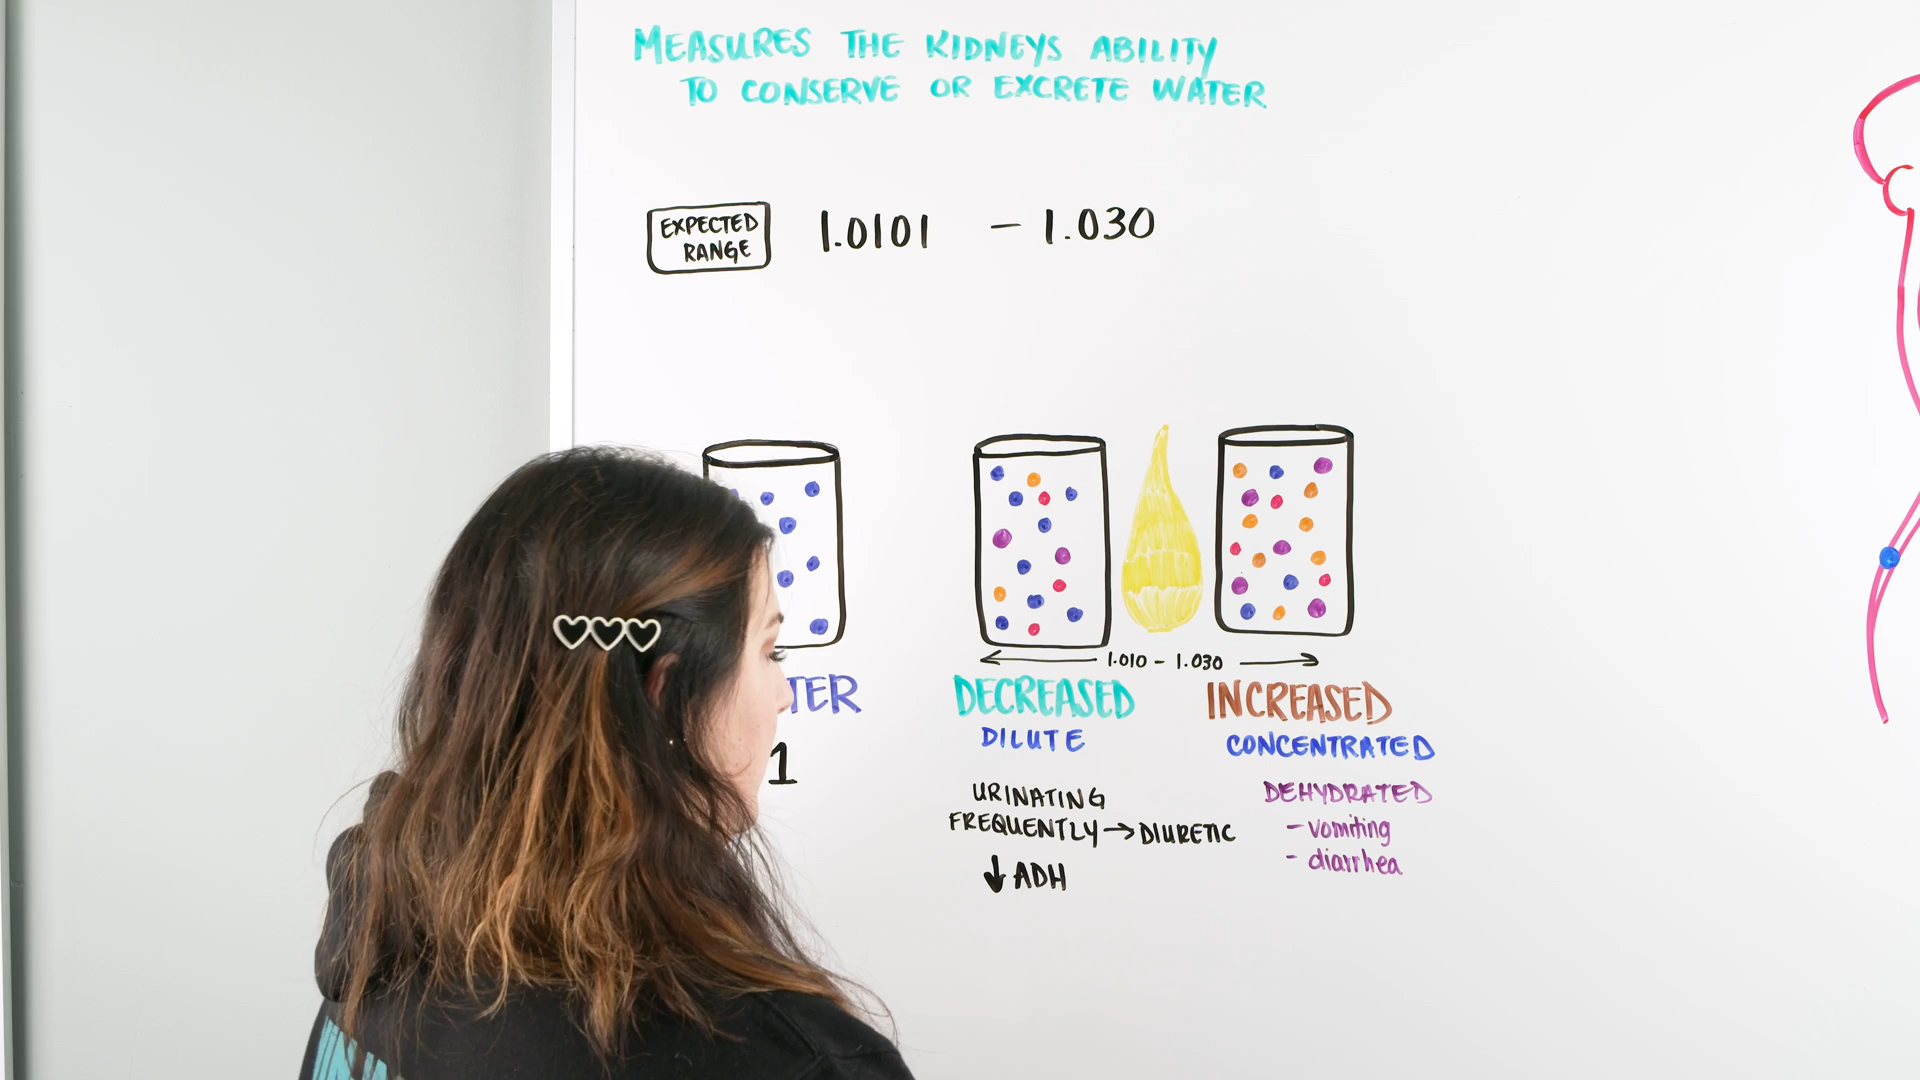 MEASURES THE KIDNEYS ABILITY
TO CONSERVE OR EXCRETE WATER
EXPECTED
RANGE
1.0101 - 1.030
1.010 - 1.030
TER
1
DECREASED
DILUTE
URINATING
FREQUENTLY → DIURETIC
↓ ADH
INCREASED
CONCENTRATED
DEHYDRATED
- vomiting
- diarrhea